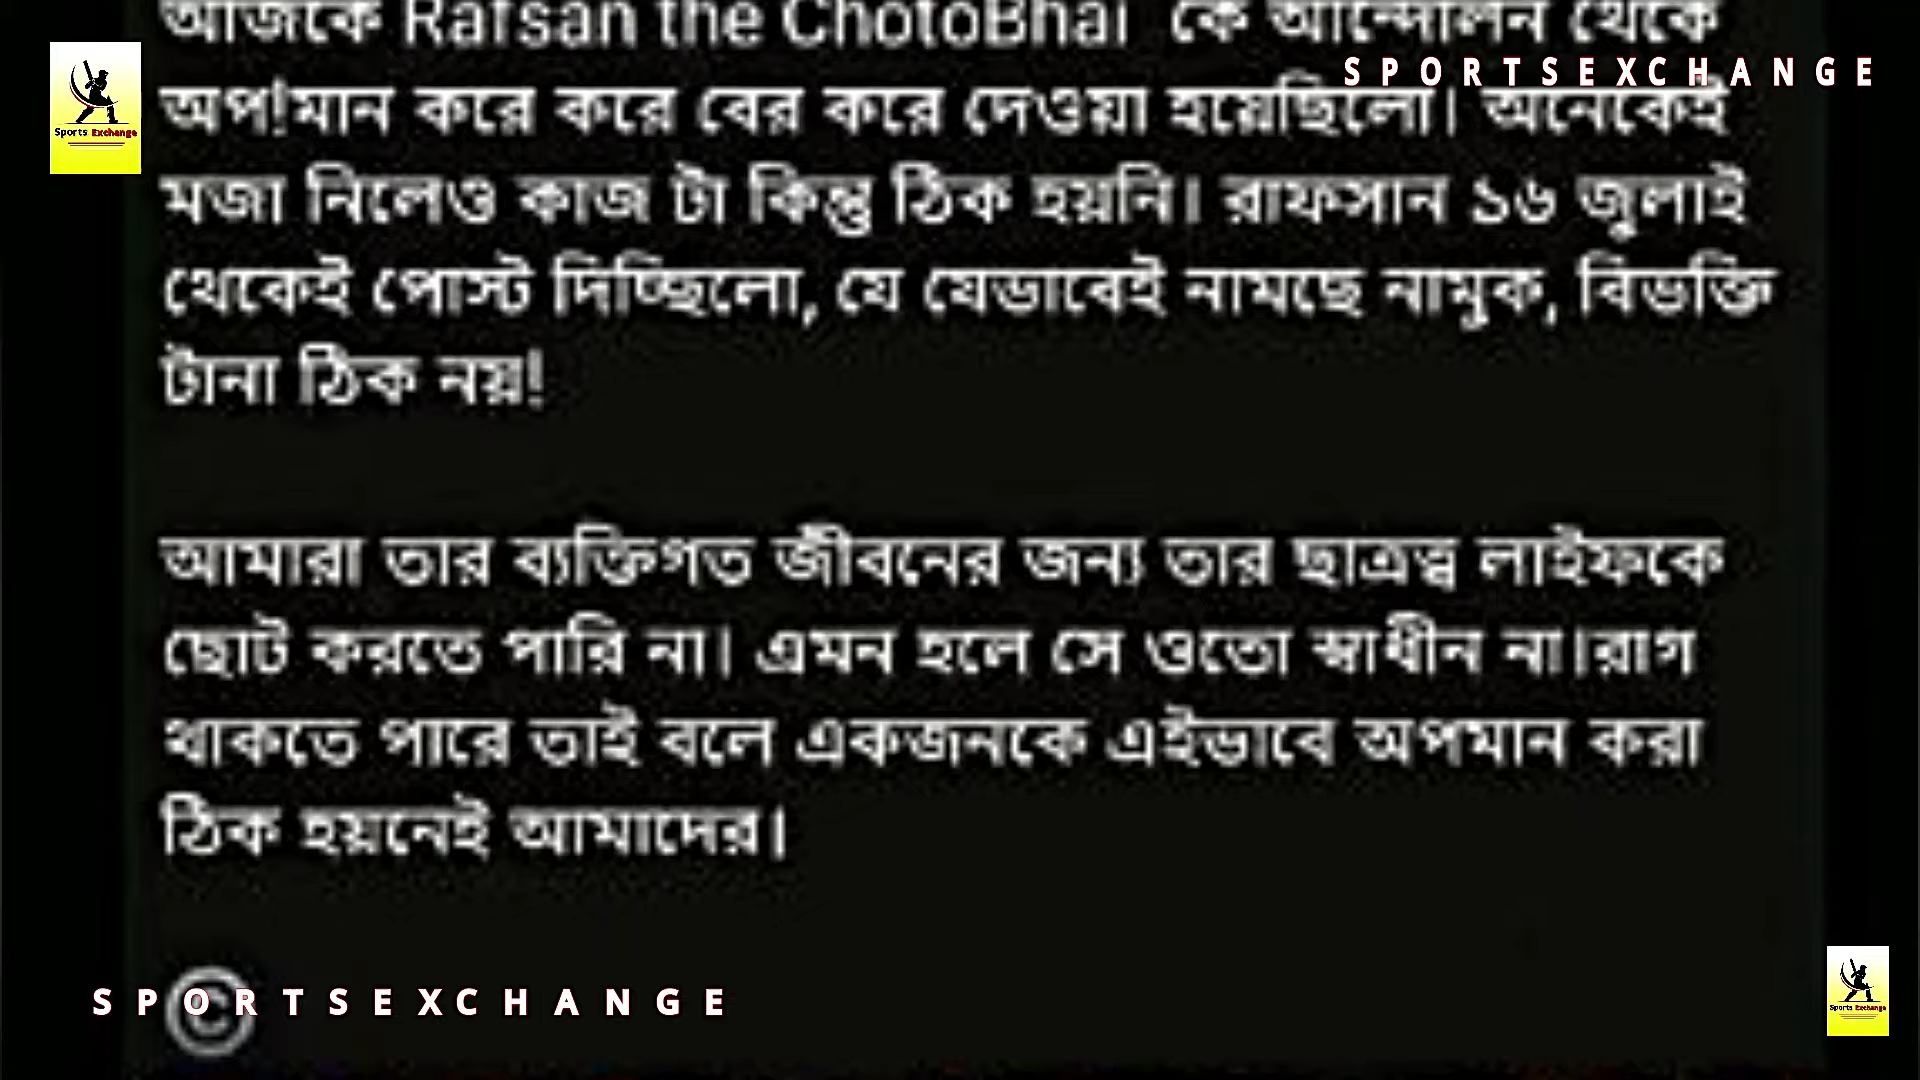 আজকে Rafsan the ChotoBhai কে আন্দোলন থেকে
SPORTSEXCHANGE
অপ!মান করে করে বের করে দেওয়া হয়েছিলো। অনেকেই
Sports Exchange
মজা নিলেও কাজ টা কিন্তু ঠিক হয়নি। রাফসান ১৬ জুলাই
থেকেই পোস্ট দিচ্ছিলো, যে যেভাবেই নামছে নামুক, বিভক্তি
টানা ঠিক নয়!
আমারা তার ব্যক্তিগত জীবনের জন্য তার ছাত্রত্ব লাইফকে
ছোট করতে পারি না। এমন হলে সে ওতো স্বাধীন না।রাগ
থাকতে পারে তাই বলে একজনকে এইভাবে অপমান করা
ঠিক হয়নেই আমাদের।
©
SPORTSEXCHANGE
Sports Exchange